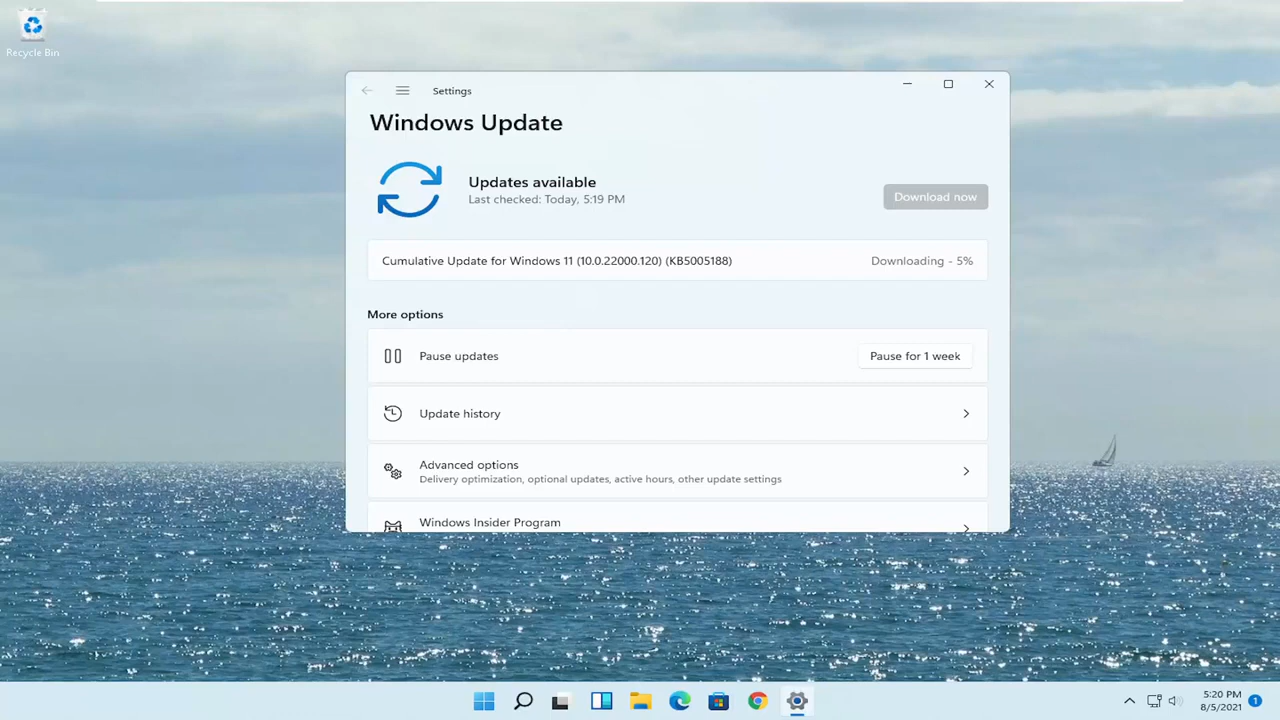 Recycle Bin
Settings
Windows Update
Updates available
Last checked: Today, 5:19 PM
Download now
Cumulative Update for Windows 11 (10.0.22000.120) (KB5005188)
Downloading - 5%
More options
Pause updates
Pause for 1 week
Update history
Advanced options
Delivery optimization, optional updates, active hours, other update settings
Windows Insider Program
5:20 PM
8/5/2021
1